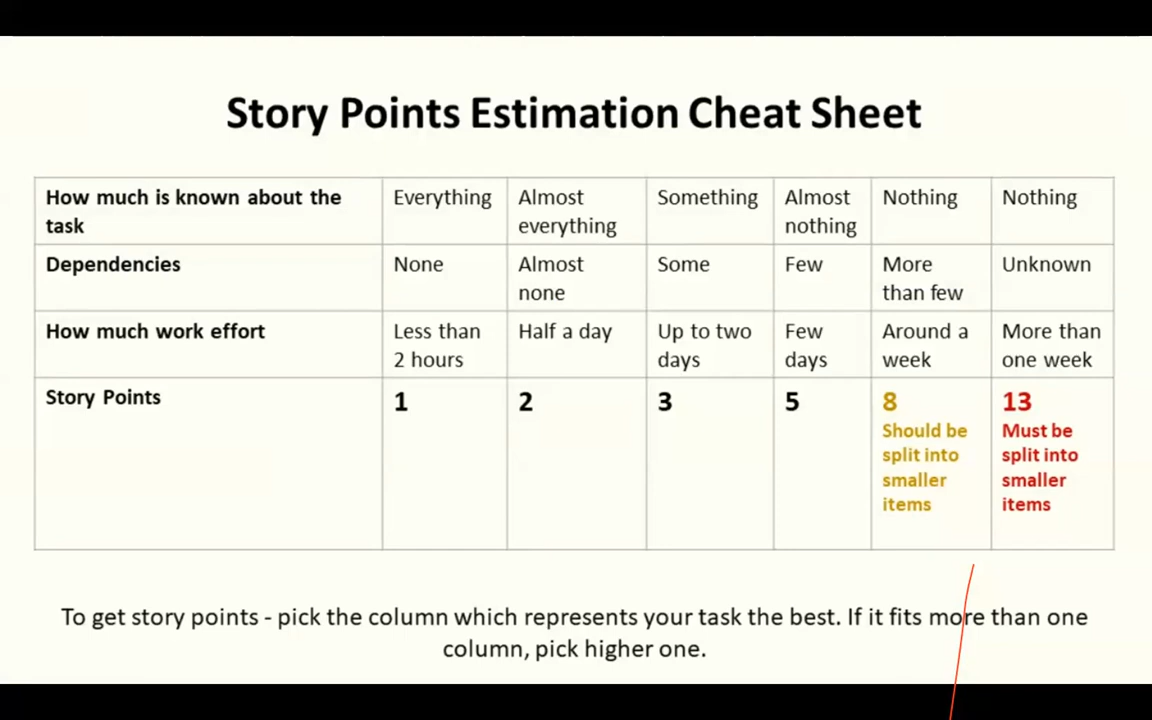 Story Points Estimation Cheat Sheet
How much is known about the task Everything Almost everything Something Almost nothing Nothing Nothing
Dependencies None Almost none Some Few More than few Unknown
How much work effort Less than 2 hours Half a day Up to two days Few days Around a week More than one week
Story Points 1 2 3 5 8 Should be split into smaller items 13 Must be split into smaller items
To get story points - pick the column which represents your task the best. If it fits more than one
column, pick higher one.